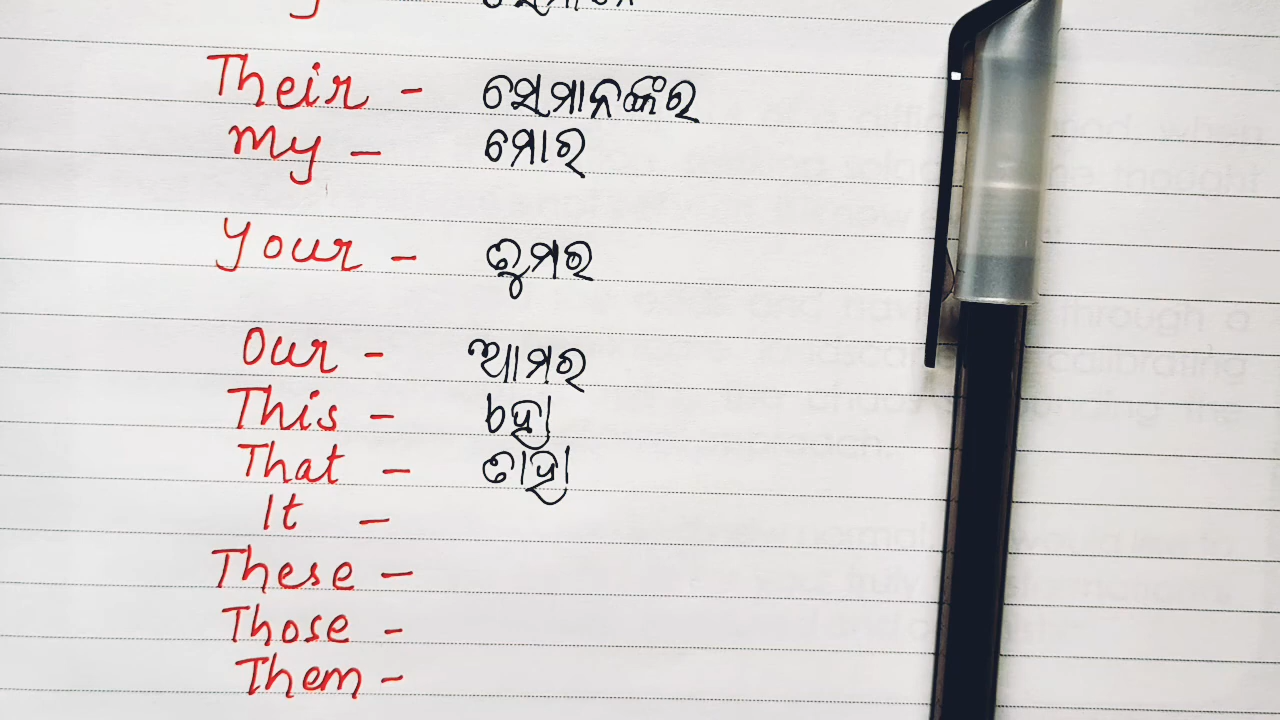 Their - ସେମାନଙ୍କର
My - ମୋର
Your - ତୁମର
Our - ଆମର
This - ଏହା
That - ତାହା
It -
These -
Those -
Them -